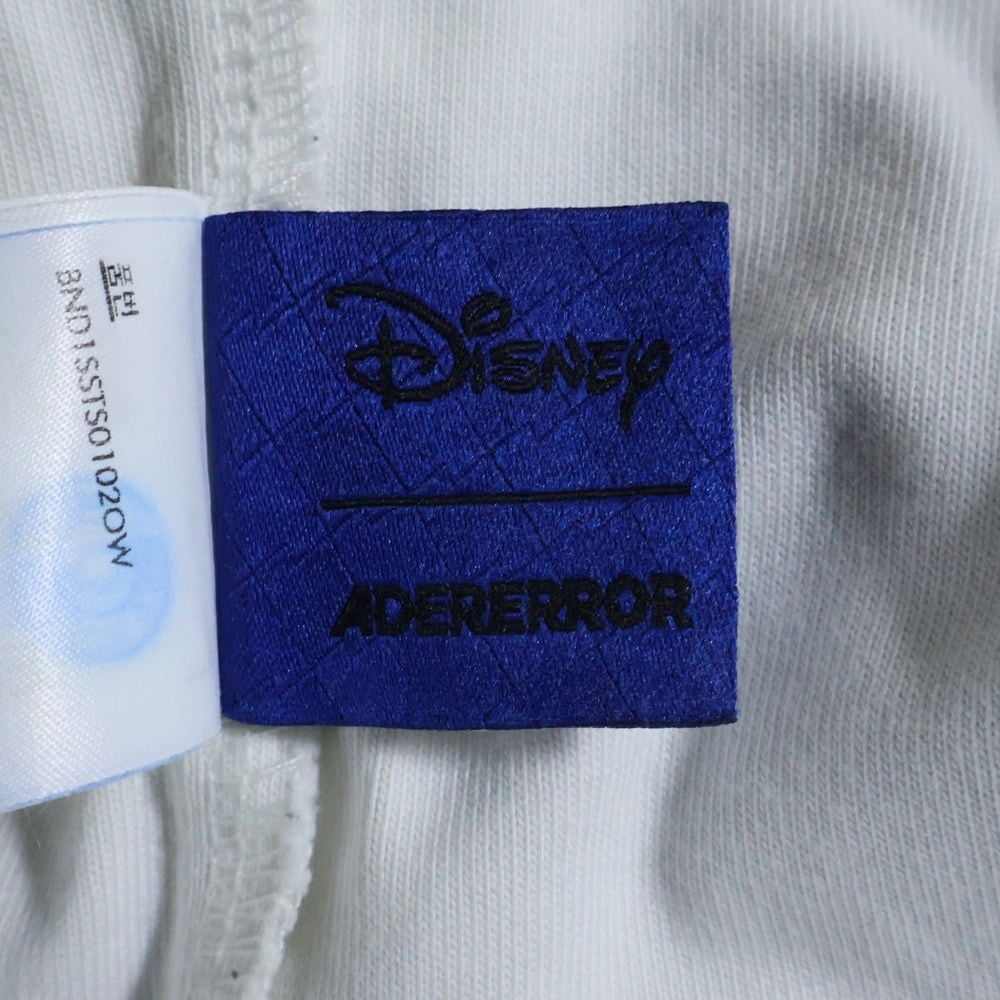 품번
BND1SSTS0102OW
Disney
ADERERROR